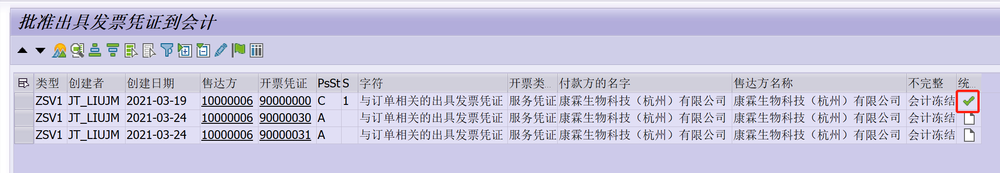 批准出具发票凭证到会计
类型 创建者 创建日期 售达方 开票凭证 PsSt S 字符 开票类... 付款方的名字 售达方名称 不完整 统...
ZSV1 JT_LIUJM 2021-03-19 10000006 90000000 C 1 与订单相关的出具发票凭证 服务凭证 康霖生物科技（杭州）有限公司 康霖生物科技（杭州）有限公司 会计冻结
ZSV1 JT_LIUJM 2021-03-24 10000006 90000030 A 与订单相关的出具发票凭证 服务凭证 康霖生物科技（杭州）有限公司 康霖生物科技（杭州）有限公司 会计冻结
ZSV1 JT_LIUJM 2021-03-24 10000006 90000031 A 与订单相关的出具发票凭证 服务凭证 康霖生物科技（杭州）有限公司 康霖生物科技（杭州）有限公司 会计冻结